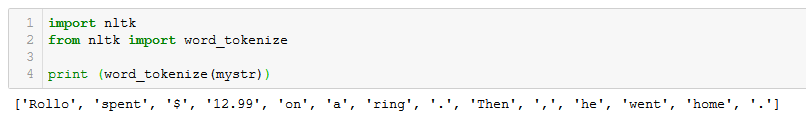 1 import nltk
2 from nltk import word_tokenize
3
4 print (word_tokenize(mystr))
['Rollo', 'spent', '$', '12.99', 'on', 'a', 'ring', '.', 'Then', ',', 'he', 'went', 'home', '.']